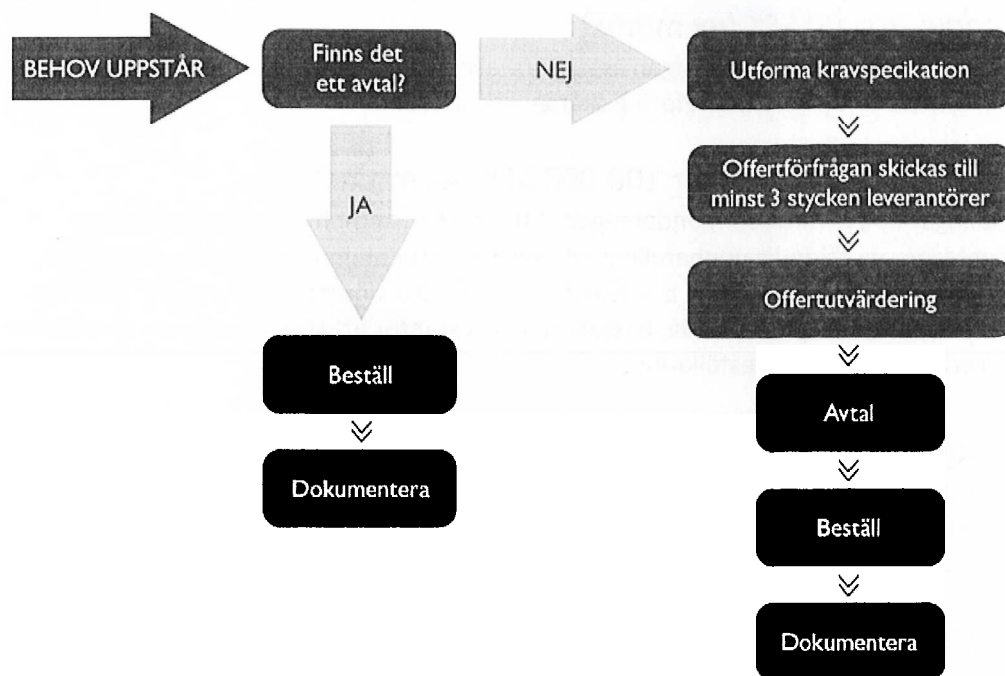 BEHOV UPPSTÅR
Finns det
ett avtal?
NEJ
JA
Beställ
Dokumentera
Utforma kravspecikation
Offertförfrågan skickas till
minst 3 stycken leverantörer
Offertutvärdering
Avtal
Beställ
Dokumentera